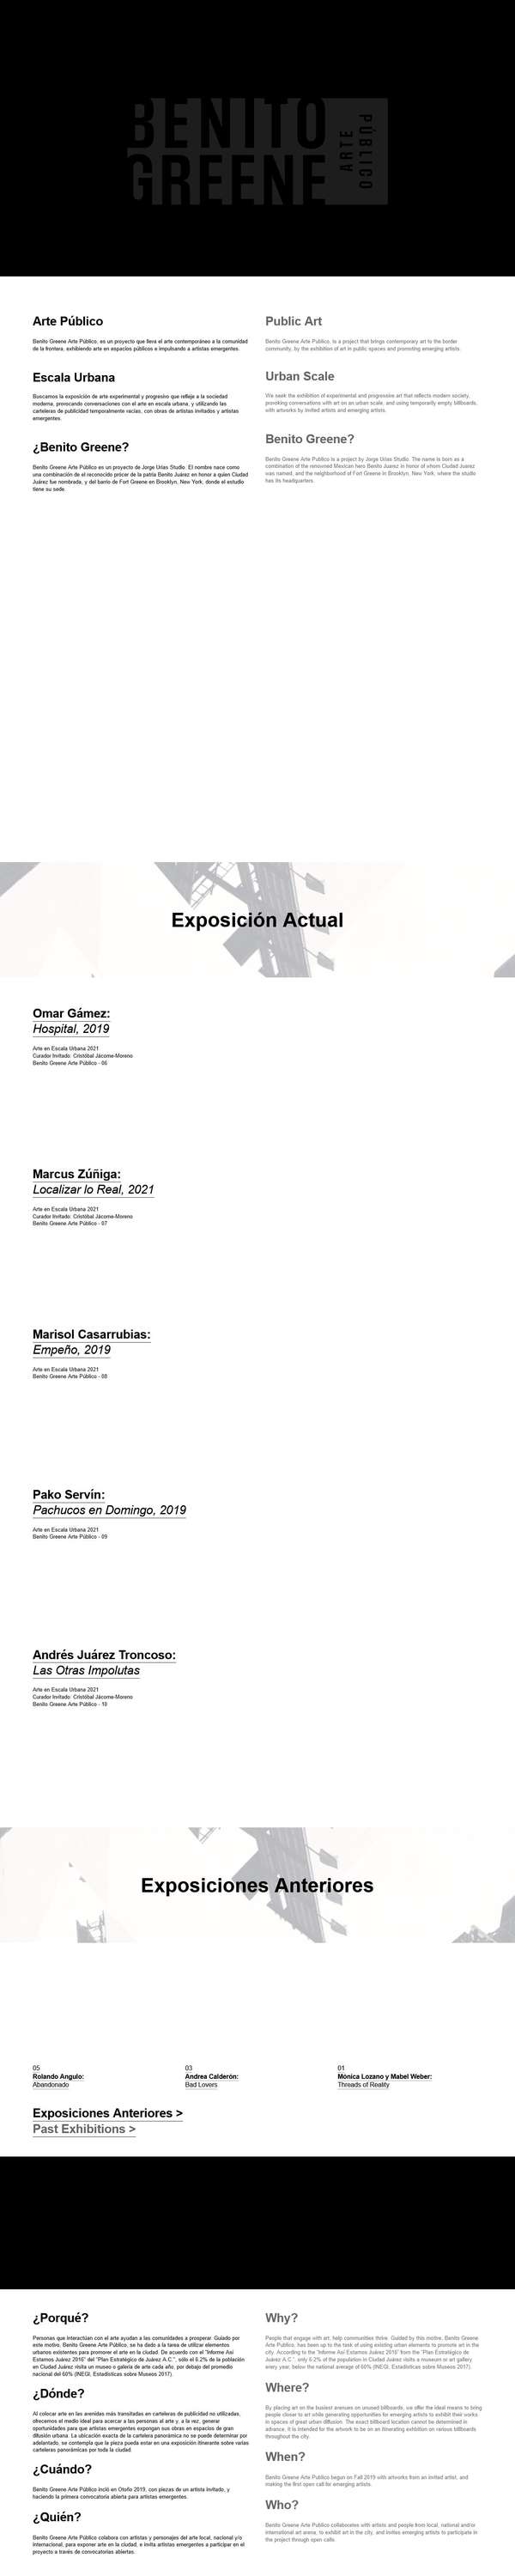 BENITO
GREENE
ARTE
PÚBLICO
Arte Público
Benito Greene Arte Público, es un proyecto que lleva el arte contemporáneo a la comunidad
de la frontera, exhibiendo arte en espacios públicos e impulsando a artistas emergentes.
Escala Urbana
Buscamos la exposición de arte experimental y progresivo que refleje a la sociedad
moderna, provocando conversaciones con el arte en escala urbana, y utilizando las
carteleras de publicidad temporalmente vacías, con obras de artistas invitados y artistas
emergentes.
¿Benito Greene?
Benito Greene Arte Público es un proyecto de Jorge Urías Studio. El nombre nace como
una combinación de el reconocido prócer de la patria Benito Juárez en honor a quien Ciudad
Juárez fue nombrada, y del barrio de Fort Greene en Brooklyn, New York, donde el estudio
tiene su sede.
Public Art
Benito Greene Arte Publico, is a project that brings contemporary art to the border
community, by the exhibition of art in public spaces and promoting emerging artists.
Urban Scale
We seek the exhibition of experimental and progressive art that reflects modern society,
provoking conversations with art on an urban scale, and using temporarily empty billboards,
with artworks by invited artists and emerging artists.
Benito Greene?
Benito Greene Arte Publico is a project by Jorge Urias Studio. The name is born as a
combination of the renowned Mexican hero Benito Juarez in honor of whom Ciudad Juarez
was named, and the neighborhood of Fort Greene in Brooklyn, New York, where the studio
has its headquarters.
Exposición Actual
Omar Gámez:
Hospital, 2019
Arte en Escala Urbana 2021
Curador Invitado: Cristóbal Jácome-Moreno
Benito Greene Arte Público - 06
Marcus Zúñiga:
Localizar lo Real, 2021
Arte en Escala Urbana 2021
Curador Invitado: Cristóbal Jácome-Moreno
Benito Greene Arte Público - 07
Marisol Casarrubias:
Empeño, 2019
Arte en Escala Urbana 2021
Benito Greene Arte Público - 08
Pako Servín:
Pachucos en Domingo, 2019
Arte en Escala Urbana 2021
Benito Greene Arte Público - 09
Andrés Juárez Troncoso:
Las Otras Impolutas
Arte en Escala Urbana 2021
Curador Invitado: Cristóbal Jácome-Moreno
Benito Greene Arte Público - 10
Exposiciones Anteriores
05
Rolando Angulo:
Abandonado
03
Andrea Calderón:
Bad Lovers
01
Mónica Lozano y Mabel Weber:
Threads of Reality
Exposiciones Anteriores >
Past Exhibitions >
¿Porqué?
Personas que interactúan con el arte ayudan a las comunidades a prosperar. Guiado por
este motivo, Benito Greene Arte Público, se ha dado a la tarea de utilizar elementos
urbanos existentes para promover el arte en la ciudad. De acuerdo con el "Informe Así
Estamos Juárez 2016" del "Plan Estratégico de Juárez A.C.", solo el 6.2% de la población
en Ciudad Juárez visita un museo o galería de arte cada año, por debajo del promedio
nacional del 60% (INEGI, Estadísticas sobre Museos 2017).
¿Dónde?
Al colocar arte en las avenidas más transitadas en carteleras de publicidad no utilizadas,
ofrecemos el medio ideal para acercar a las personas al arte y, a la vez, generar
oportunidades para que artistas emergentes expongan sus obras en espacios de gran
difusión urbana. La ubicación exacta de la cartelera panorámica no se puede determinar por
adelantado, se contempla que la pieza pueda estar en una exposición itinerante sobre varias
carteleras panorámicas por toda la ciudad.
¿Cuándo?
Benito Greene Arte Público inció en Otoño 2019, con piezas de un artista invitado, y
haciendo la primera convocatoria abierta para artistas emergentes.
¿Quién?
Benito Greene Arte Público colabora con artistas y personajes del arte local, nacional y/o
internacional, para exponer arte en la ciudad, e invita artistas emergentes a participar en el
proyecto a través de convocatorias abiertas.
Why?
People that engage with art, help communities thrive. Guided by this motive, Benito Greene
Arte Publico, has been up to the task of using existing urban elements to promote art in the
city. According to the "Informe Así Estamos Juárez 2016" from the "Plan Estratégico de
Juárez A.C.", only 6.2% of the population in Ciudad Juárez visits a museum or art gallery
every year, below the national average of 60% (INEGI, Estadísticas sobre Museos 2017).
Where?
By placing art on the busiest avenues on unused billboards, we offer the ideal means to bring
people closer to art while generating opportunities for emerging artists to exhibit their works
in spaces of great urban diffusion. The exact billboard location cannot be determined in
advance, it is intended for the artwork to be on an itinerating exhibition on various billboards
throughout the city.
When?
Benito Greene Arte Publico began on Fall 2019 with artworks from an invited artist, and
making the first open call for emerging artists.
Who?
Benito Greene Arte Publico collaborates with artists and people from local, national and/or
international art arena, to exhibit art in the city, and invites emerging artists to participate in
the project through open calls.